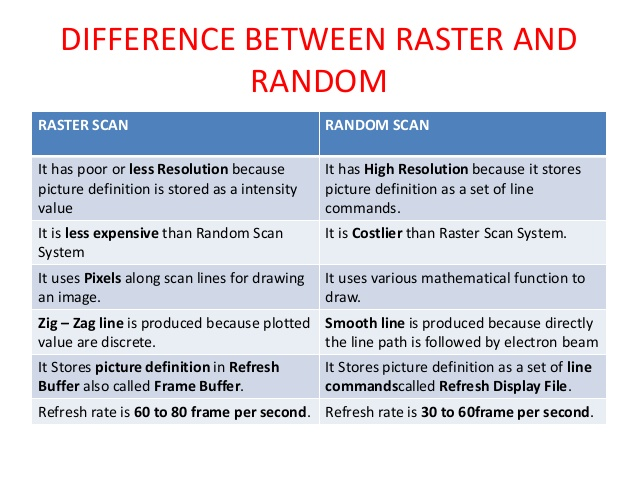 DIFFERENCE BETWEEN RASTER AND
RANDOM
RASTER SCAN
RANDOM SCAN
It has poor or less Resolution because
picture definition is stored as a intensity
value
It has High Resolution because it stores
picture definition as a set of line
commands.
It is less expensive than Random Scan
System
It is Costlier than Raster Scan System.
It uses Pixels along scan lines for drawing
an image.
It uses various mathematical function to
draw.
Zig – Zag line is produced because plotted
value are discrete.
Smooth line is produced because directly
the line path is followed by electron beam
It Stores picture definition in Refresh
Buffer also called Frame Buffer.
It Stores picture definition as a set of line
commandscalled Refresh Display File.
Refresh rate is 60 to 80 frame per second.
Refresh rate is 30 to 60frame per second.